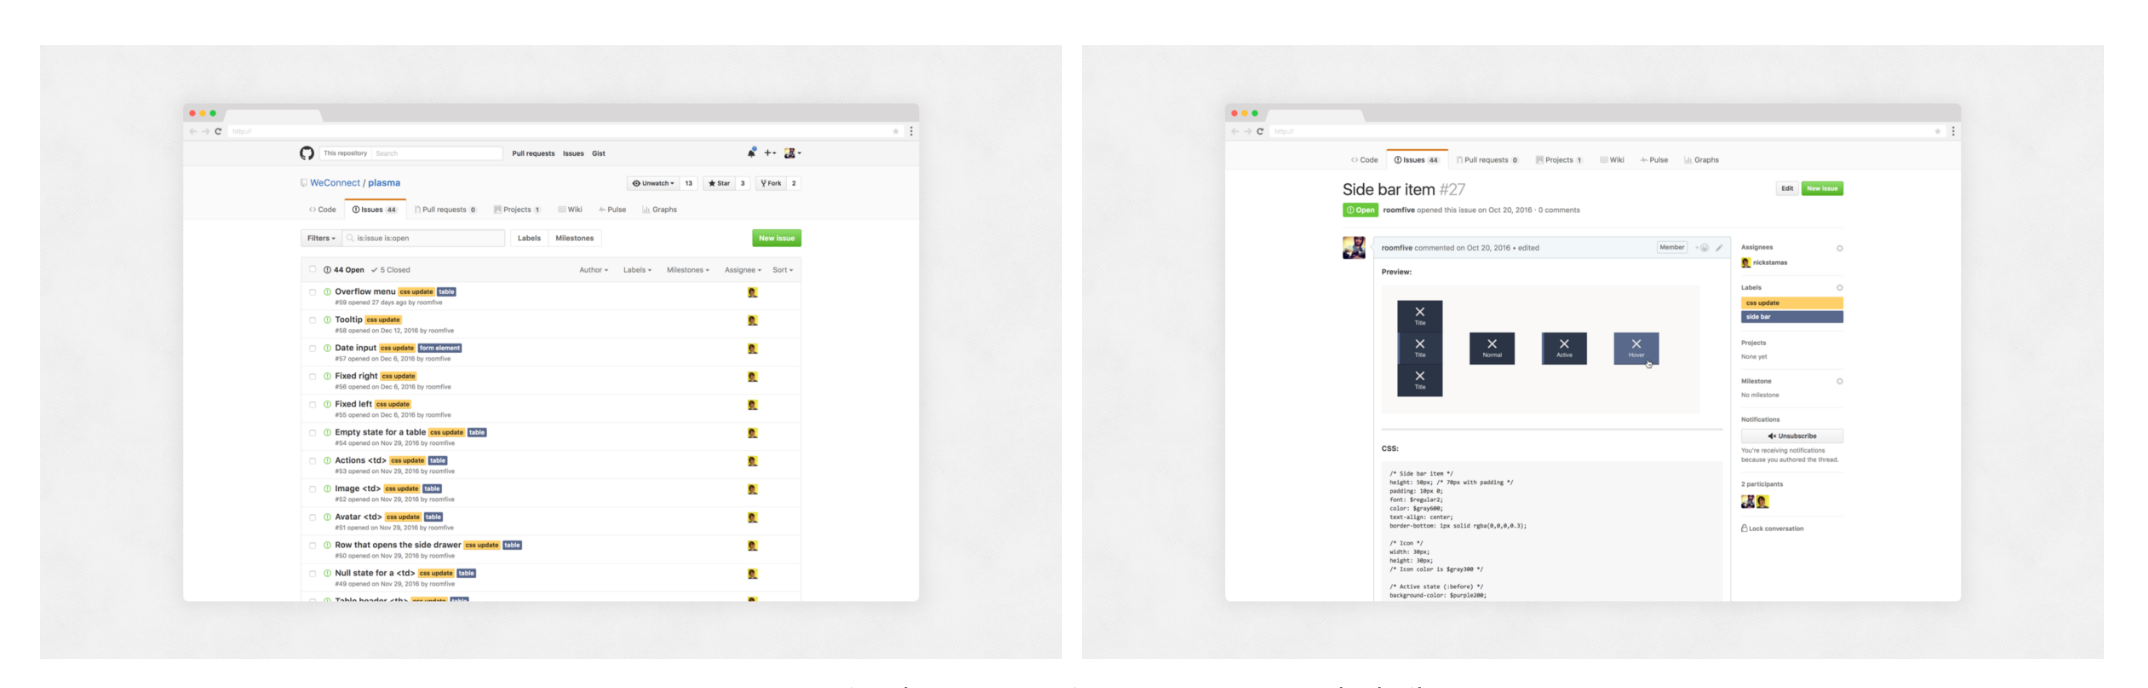 http://
This repository Search Pull requests Issues Gist
WeConnect / plasma Unwatch 13 Star 3 Fork 2
Code Issues 44 Pull requests 0 Projects 1 Wiki Pulse Graphs
Filters is:issue is:open Labels Milestones New issue
44 Open 5 Closed Author Labels Milestones Assignee Sort
Overflow menu css update table
#59 opened 27 days ago by roomfive
Tooltip css update
#58 opened on Dec 12, 2016 by roomfive
Date input css update form element
#57 opened on Dec 6, 2016 by roomfive
Fixed right css update
#56 opened on Dec 6, 2016 by roomfive
Fixed left css update
#55 opened on Dec 6, 2016 by roomfive
Empty state for a table css update table
#54 opened on Nov 29, 2016 by roomfive
Actions <td> css update table
#53 opened on Nov 29, 2016 by roomfive
Image <td> css update table
#52 opened on Nov 29, 2016 by roomfive
Avatar <td> css update table
#51 opened on Nov 29, 2016 by roomfive
Row that opens the side drawer css update table
#50 opened on Nov 29, 2016 by roomfive
Null state for a <td> css update table
#49 opened on Nov 29, 2016 by roomfive
Table header <th> css update table
http://
Code Issues 44 Pull requests 0 Projects 1 Wiki Pulse Graphs
Side bar item #27 Edit New issue
Open roomfive opened this issue on Oct 20, 2016 · 0 comments
roomfive commented on Oct 20, 2016 • edited Member
Preview:
Title
Title Normal Active Hover
Title
CSS:
/* Side bar item */
height: 50px; /* 70px with padding */
padding: 10px 0;
font: $regular2;
color: $gray600;
text-align: center;
border-bottom: 1px solid rgba(0,0,0,0.3);
/* Icon */
width: 30px;
height: 30px;
/* Icon color is $gray300 */
/* Active state (:before) */
background-color: $purple200;
Assignees
nickstamas
Labels
css update
side bar
Projects
None yet
Milestone
No milestone
Notifications
Unsubscribe
You're receiving notifications
because you authored the thread.
2 participants
Lock conversation